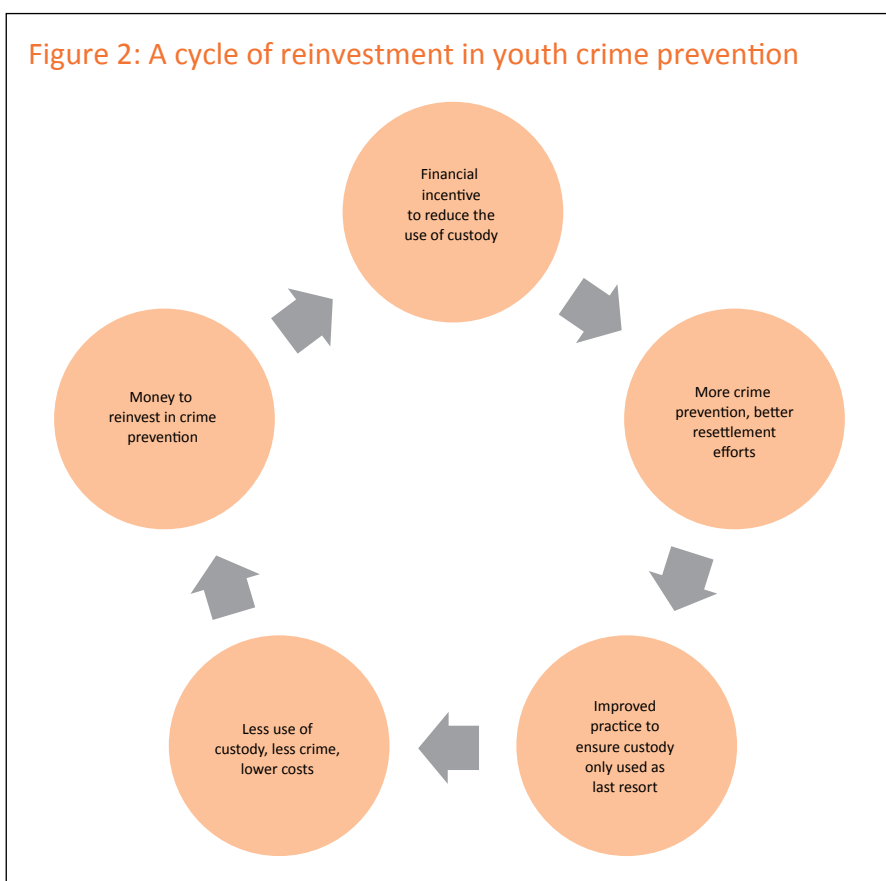 Figure 2: A cycle of reinvestment in youth crime prevention
Financial
incentive
to reduce the
use of custody
More crime
prevention, better
resettlement
efforts
Improved
practice to
ensure custody
only used as
last resort
Less use of
custody, less crime,
lower costs
Money to
reinvest in crime
prevention